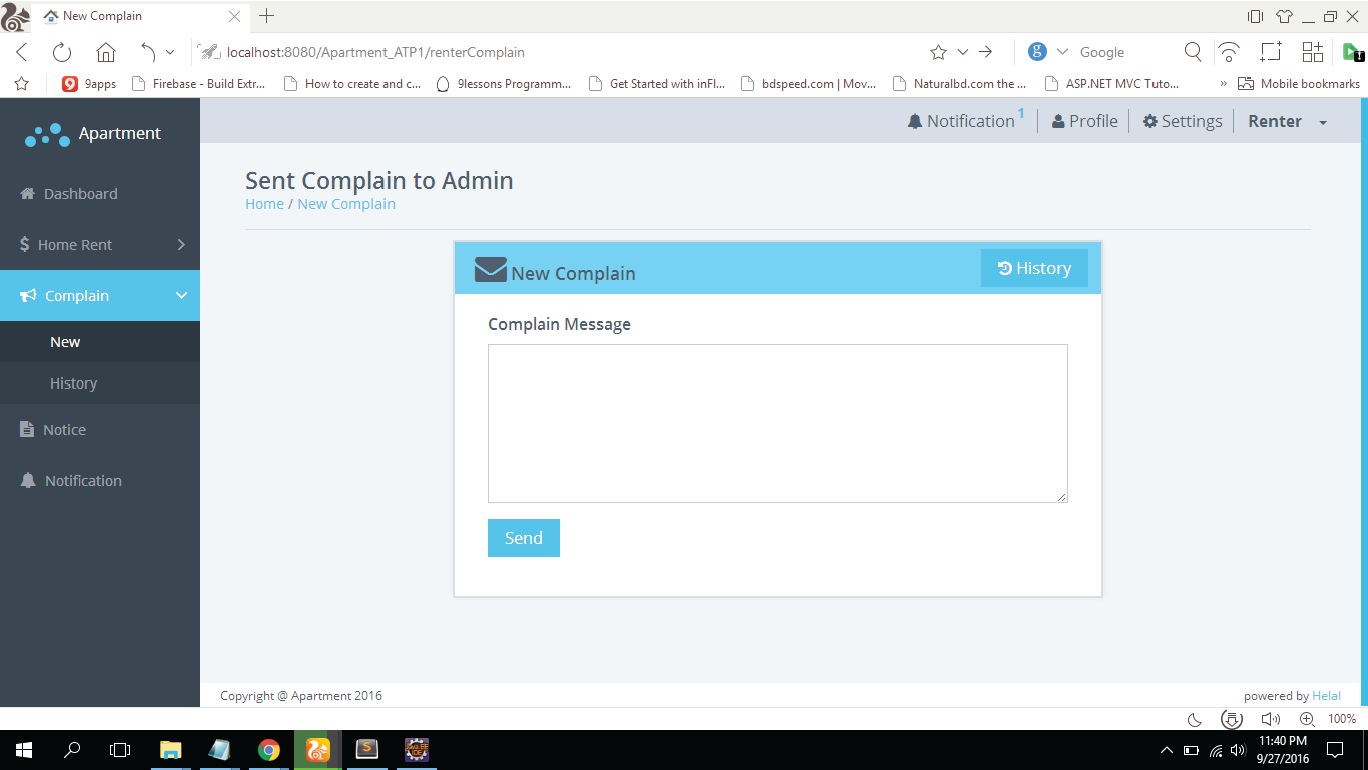 New Complain
localhost:8080/Apartment_ATP1/renterComplain
g
Google
9apps
Firebase - Build Extr...
How to create and c...
9lessons Programm...
Get Started with inFl...
bdspeed.com | Mov...
Naturalbd.com the ...
ASP.NET MVC Tuto...
»
Mobile bookmarks
Apartment
Notification 1
Profile
Settings
Renter
Dashboard
$ Home Rent
Complain
New
History
Notice
Notification
Sent Complain to Admin
Home / New Complain
New Complain
History
Complain Message
Send
Copyright @ Apartment 2016
powered by Helal
100%
11:40 PM
9/27/2016